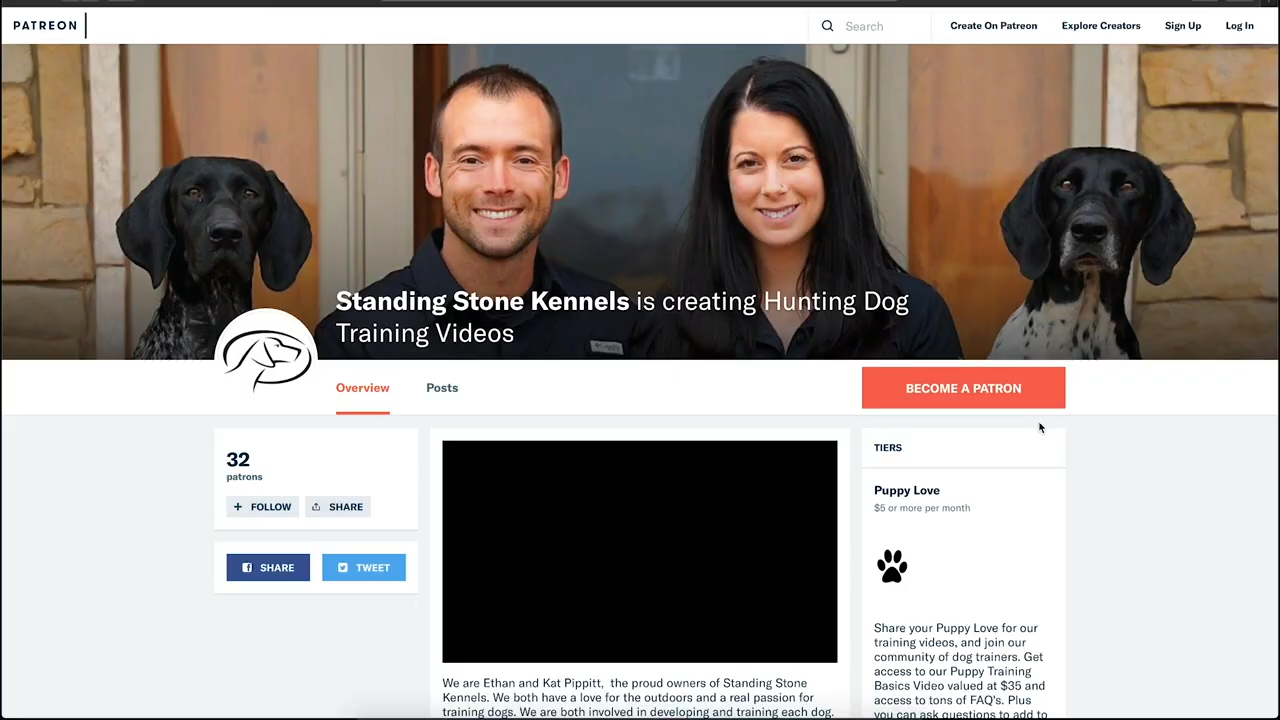 PATREON
Search
Create On Patreon
Explore Creators
Sign Up
Log In
Standing Stone Kennels is creating Hunting Dog
Training Videos
Overview
Posts
BECOME A PATRON
32
patrons
+ FOLLOW
SHARE
SHARE
TWEET
We are Ethan and Kat Pippitt, the proud owners of Standing Stone
Kennels. We both have a love for the outdoors and a real passion for
training dogs. We are both involved in developing and training each dog.
TIERS
Puppy Love
$5 or more per month
Share your Puppy Love for our
training videos, and join our
community of dog trainers. Get
access to our Puppy Training
Basics Video valued at $35 and
access to tons of FAQ's. Plus
you can ask questions to add to